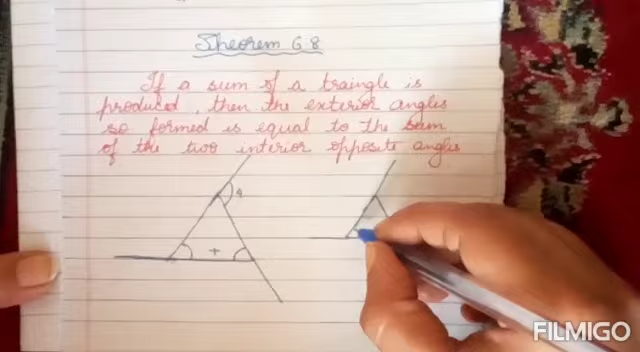 Theorem 6.8
If a sum of a traingle is
produced, then the exterior angles
so formed is equal to the sum
of the two interior opposite angles
4
+
FILMIGO